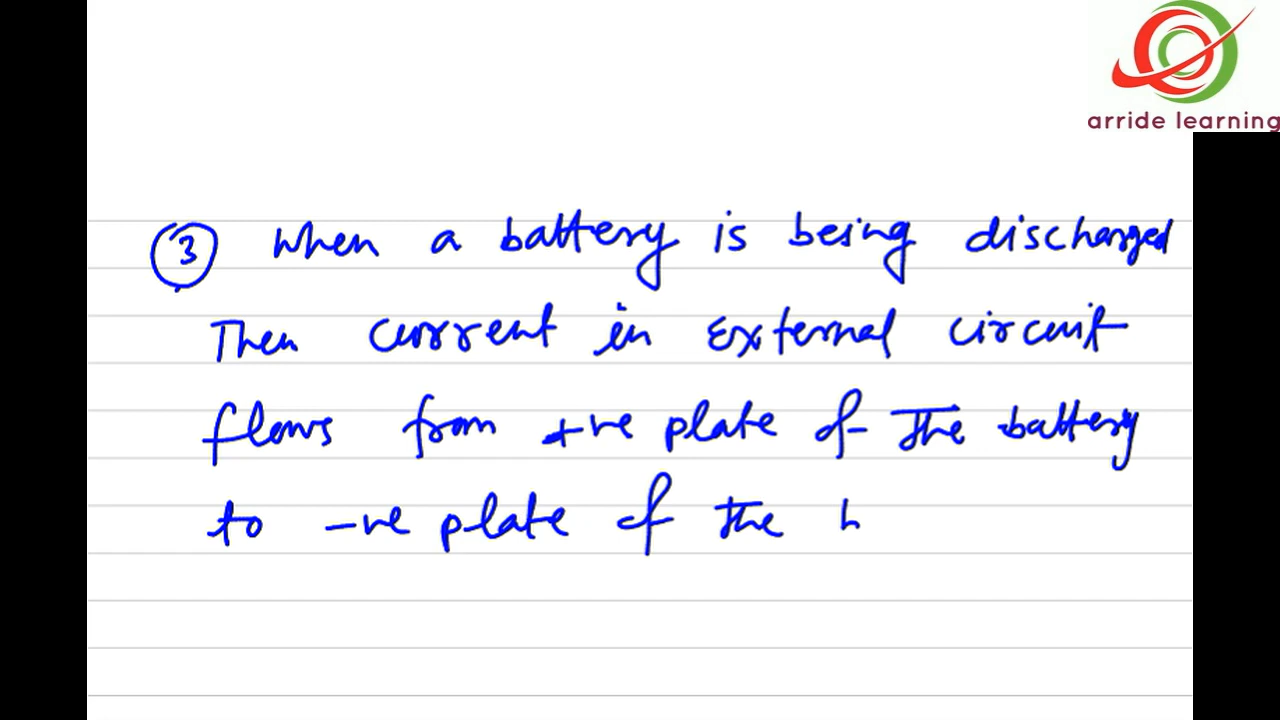 arride learning
3 when a battery is being discharged
Then current in external circuit
flows from +ve plate of the battery
to -ve plate of the b